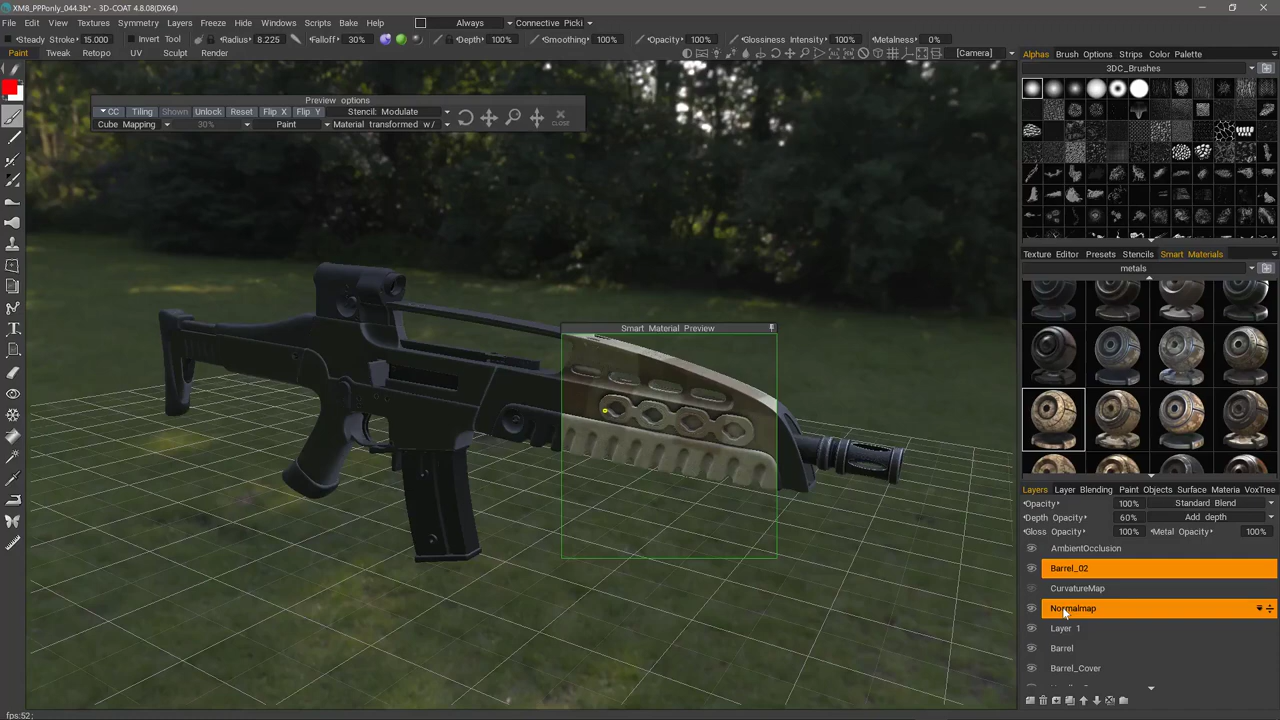 XM8_PPPonly_044.3b* - 3D-COAT 4.8.08(DX64)
File Edit View Textures Symmetry Layers Freeze Hide Windows Scripts Bake Help Always Connective Picki
Steady Stroke 15.000 Invert Tool Radius 8.225 Falloff 30% Depth 100% Smoothing 100% Opacity 100% Glossiness Intensity 100% Metalness 0%
Paint Tweak Retopo UV Sculpt Render [Camera]
Alphas Brush Options Strips Color Palette
3DC_Brushes
Preview options
CC Tiling Shown Unlock Reset Flip X Flip Y Stencil: Modulate
Cube Mapping 30% Paint Material transformed w/ CLOSE
Texture Editor Presets Stencils Smart Materials
metals
Smart Material Preview
Layers Layer Blending Paint Objects Surface Materia VoxTree
Opacity 100% Standard Blend
Depth Opacity 60% Add depth
Gloss Opacity 100% Metal Opacity 100%
AmbientOcclusion
Barrel_02
CurvatureMap
Normalmap
Layer 1
Barrel
Barrel_Cover
fps:52;